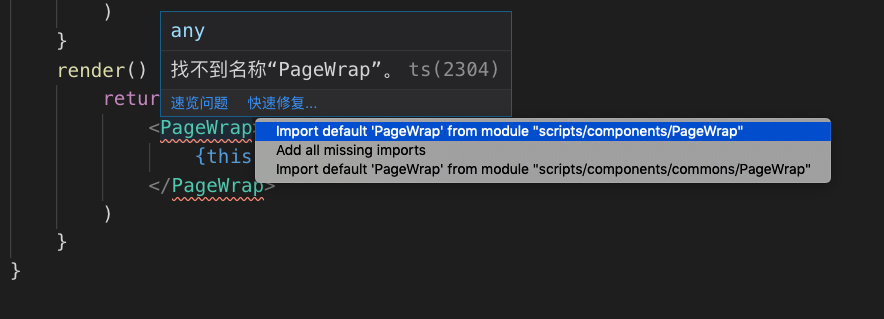 )
}
any
找不到名称“PageWrap”。 ts(2304)
render()
retur
速览问题 快速修复...
<PageWrap>
Import default 'PageWrap' from module "scripts/components/PageWrap"
Add all missing imports
{this
Import default 'PageWrap' from module "scripts/components/commons/PageWrap"
</PageWrap>
)
}
}